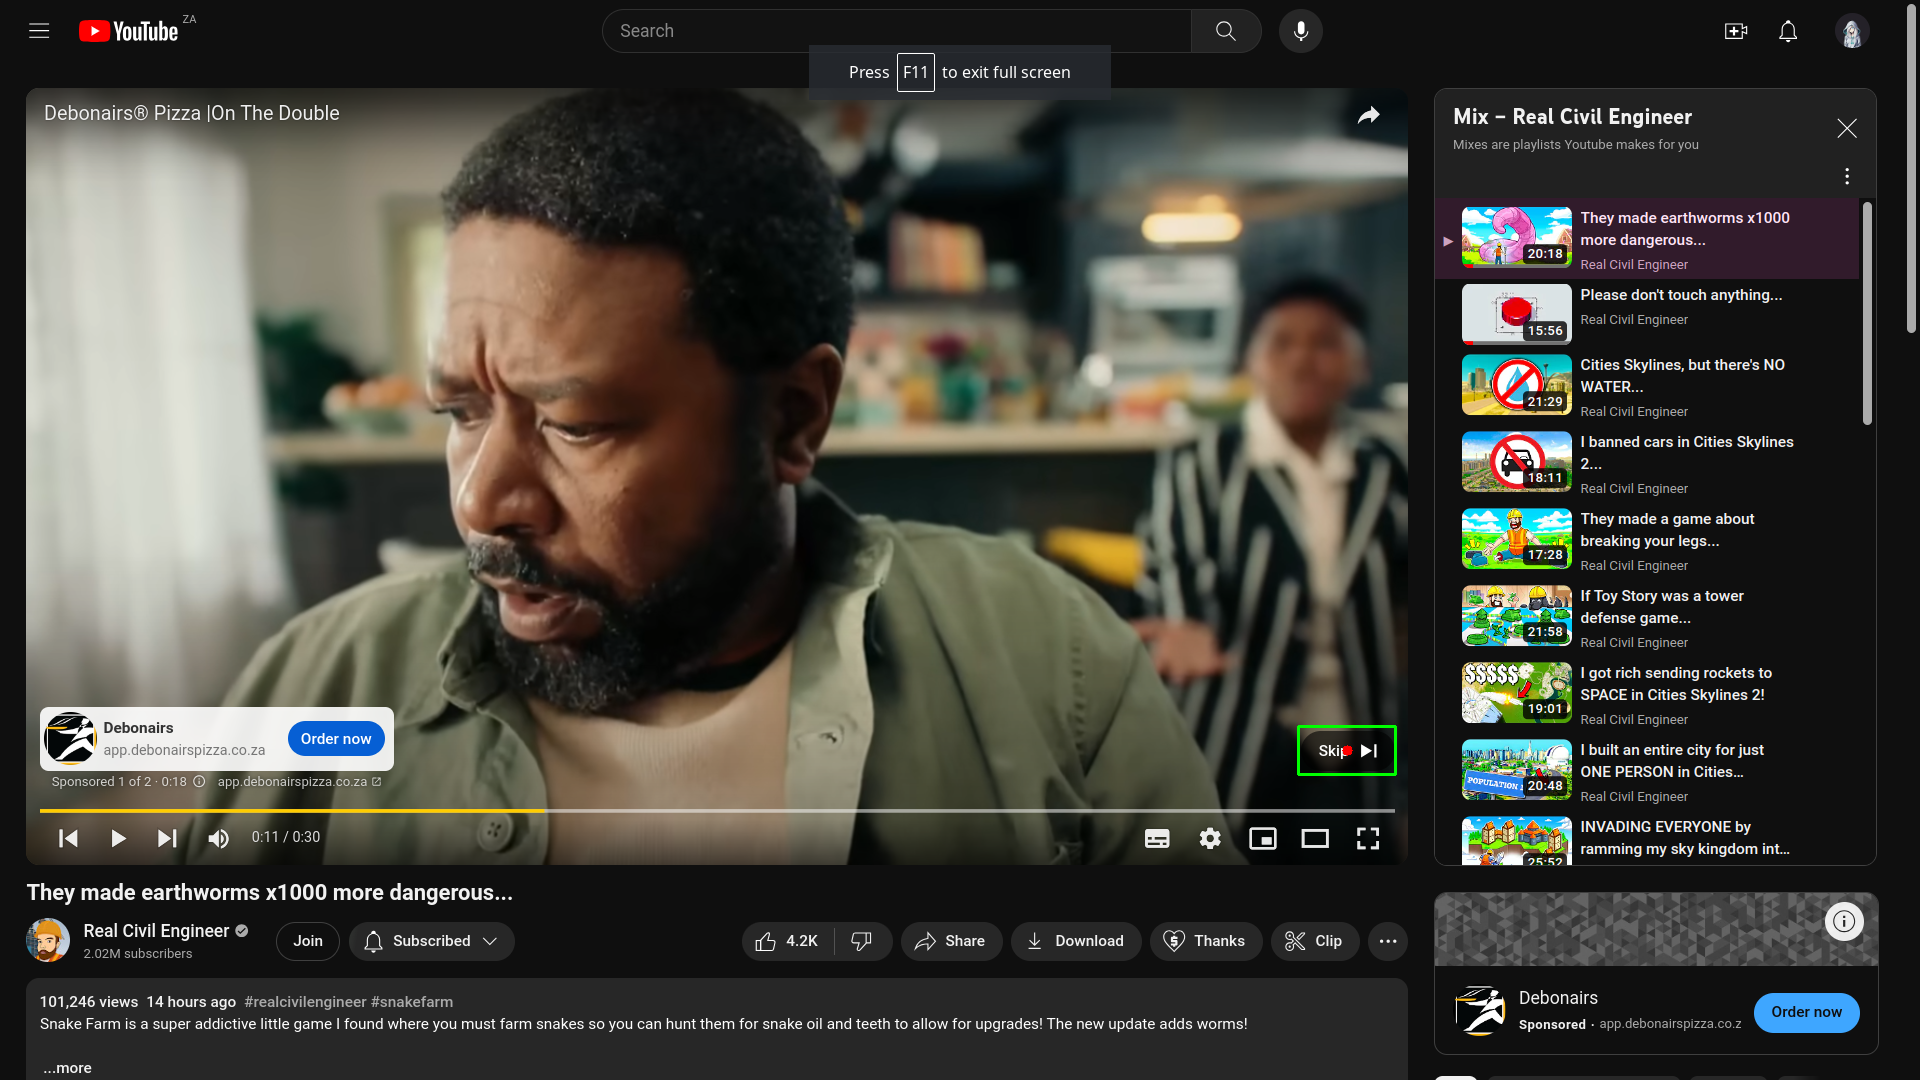 YouTube ZA
Search
Press F11 to exit full screen
Debonairs® Pizza |On The Double
Debonairs
app.debonairspizza.co.za
Order now
Sponsored 1 of 2 · 0:18 app.debonairspizza.co.za
Skip
0:11 / 0:30
They made earthworms x1000 more dangerous...
Real Civil Engineer
2.02M subscribers
Join
Subscribed
4.2K
Share
Download
Thanks
Clip
101,246 views 14 hours ago #realcivilengineer #snakefarm
Snake Farm is a super addictive little game I found where you must farm snakes so you can hunt them for snake oil and teeth to allow for upgrades! The new update adds worms!
...more
Mix – Real Civil Engineer
Mixes are playlists Youtube makes for you
20:18
They made earthworms x1000
more dangerous...
Real Civil Engineer
15:56
Please don't touch anything...
Real Civil Engineer
21:29
Cities Skylines, but there's NO
WATER...
Real Civil Engineer
18:11
I banned cars in Cities Skylines
2...
Real Civil Engineer
17:28
They made a game about
breaking your legs...
Real Civil Engineer
21:58
If Toy Story was a tower
defense game...
Real Civil Engineer
$$$$$
19:01
I got rich sending rockets to
SPACE in Cities Skylines 2!
Real Civil Engineer
POPULATION
20:48
I built an entire city for just
ONE PERSON in Cities...
Real Civil Engineer
25:52
INVADING EVERYONE by
ramming my sky kingdom int...
Debonairs
Sponsored · app.debonairspizza.co.z
Order now